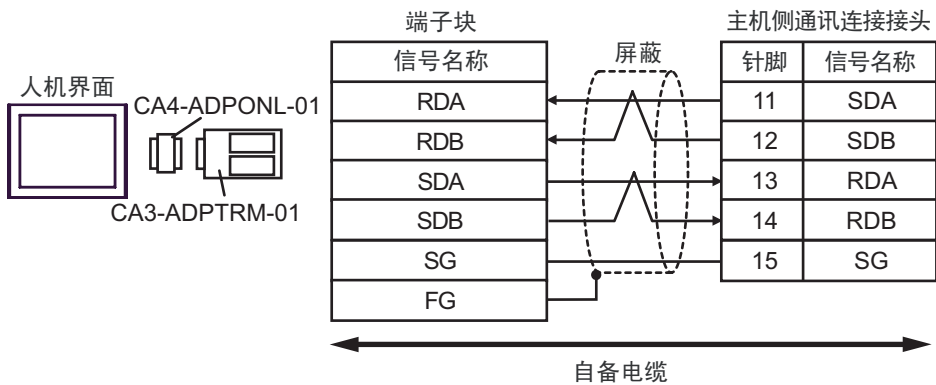 端子块
主机侧通讯连接接头
信号名称
屏蔽
针脚
信号名称
人机界面
CA4-ADPONL-01
CA3-ADPTRM-01
RDA
11
SDA
RDB
12
SDB
SDA
13
RDA
SDB
14
RDB
SG
15
SG
FG
自备电缆